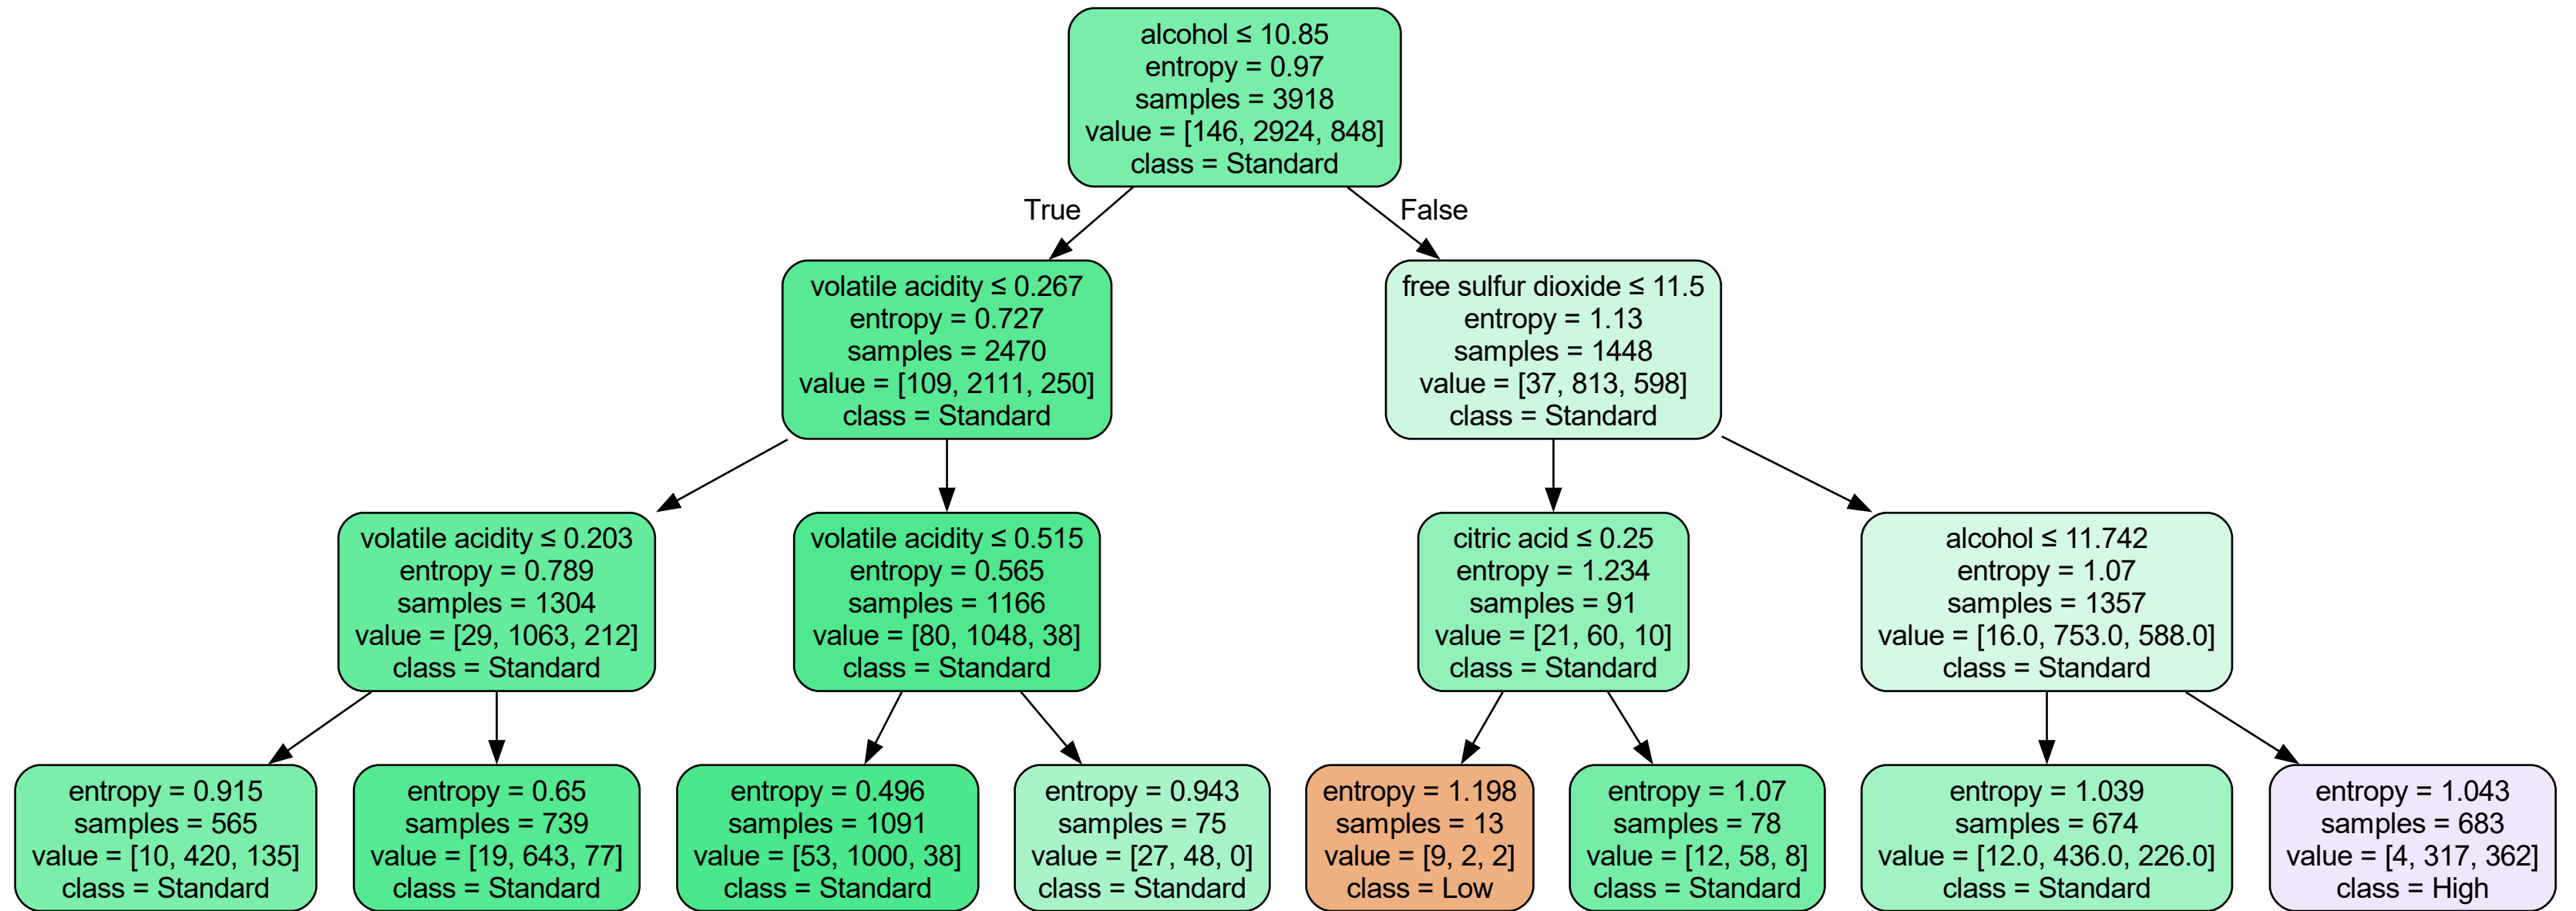 alcohol ≤ 10.85
entropy = 0.97
samples = 3918
value = [146, 2924, 848]
class = Standard
True
False
volatile acidity ≤ 0.267
entropy = 0.727
samples = 2470
value = [109, 2111, 250]
class = Standard
free sulfur dioxide ≤ 11.5
entropy = 1.13
samples = 1448
value = [37, 813, 598]
class = Standard
volatile acidity ≤ 0.203
entropy = 0.789
samples = 1304
value = [29, 1063, 212]
class = Standard
volatile acidity ≤ 0.515
entropy = 0.565
samples = 1166
value = [80, 1048, 38]
class = Standard
citric acid ≤ 0.25
entropy = 1.234
samples = 91
value = [21, 60, 10]
class = Standard
alcohol ≤ 11.742
entropy = 1.07
samples = 1357
value = [16.0, 753.0, 588.0]
class = Standard
entropy = 0.915
samples = 565
value = [10, 420, 135]
class = Standard
entropy = 0.65
samples = 739
value = [19, 643, 77]
class = Standard
entropy = 0.496
samples = 1091
value = [53, 1000, 38]
class = Standard
entropy = 0.943
samples = 75
value = [27, 48, 0]
class = Standard
entropy = 1.198
samples = 13
value = [9, 2, 2]
class = Low
entropy = 1.07
samples = 78
value = [12, 58, 8]
class = Standard
entropy = 1.039
samples = 674
value = [12.0, 436.0, 226.0]
class = Standard
entropy = 1.043
samples = 683
value = [4, 317, 362]
class = High